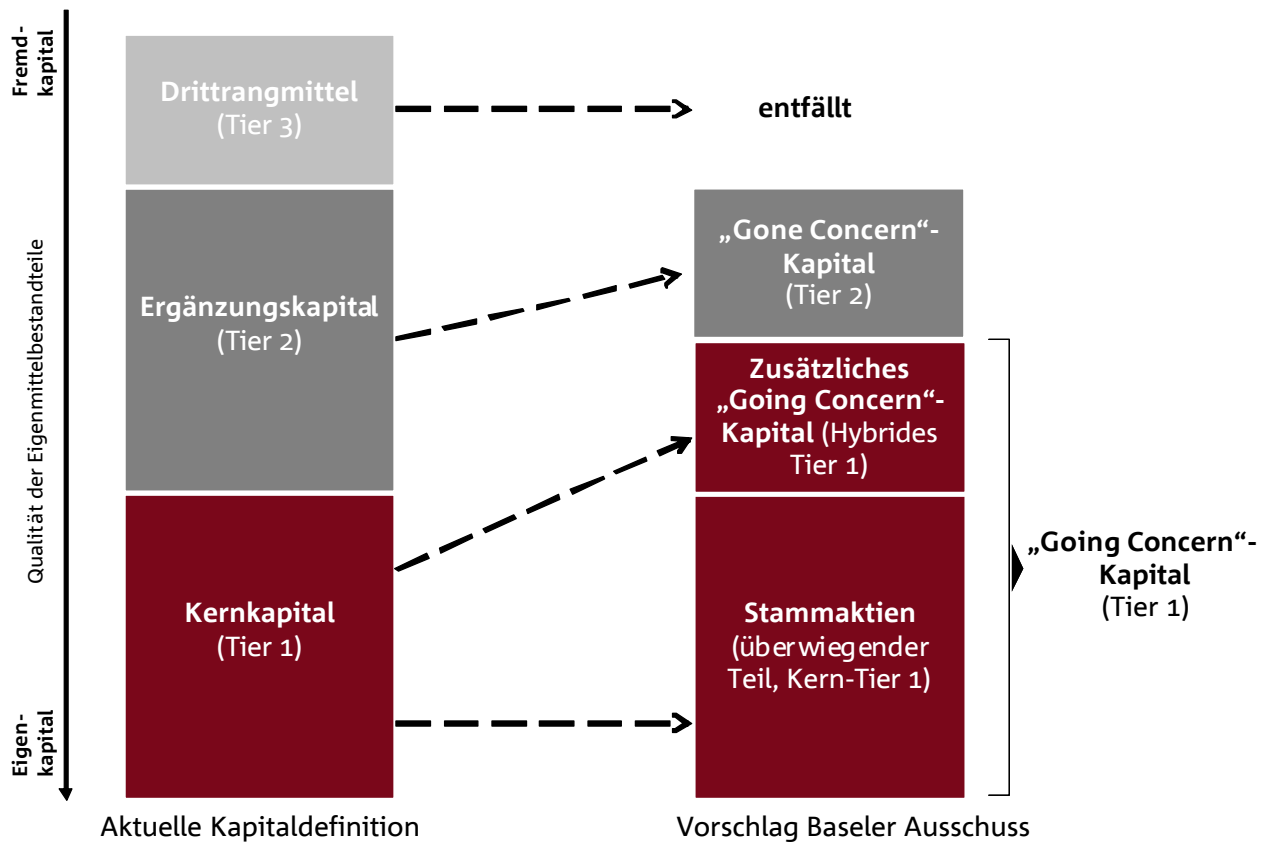 Fremd-
kapital
Qualität der Eigenmittelbestandteile
Eigen-
kapital
Drittrangmittel
(Tier 3)
Ergänzungskapital
(Tier 2)
Kernkapital
(Tier 1)
Aktuelle Kapitaldefinition
entfällt
„Gone Concern“-
Kapital
(Tier 2)
Zusätzliches
„Going Concern“-
Kapital (Hybrides
Tier 1)
Stammaktien
(überwiegender
Teil, Kern-Tier 1)
Vorschlag Baseler Ausschuss
„Going Concern“-
Kapital
(Tier 1)